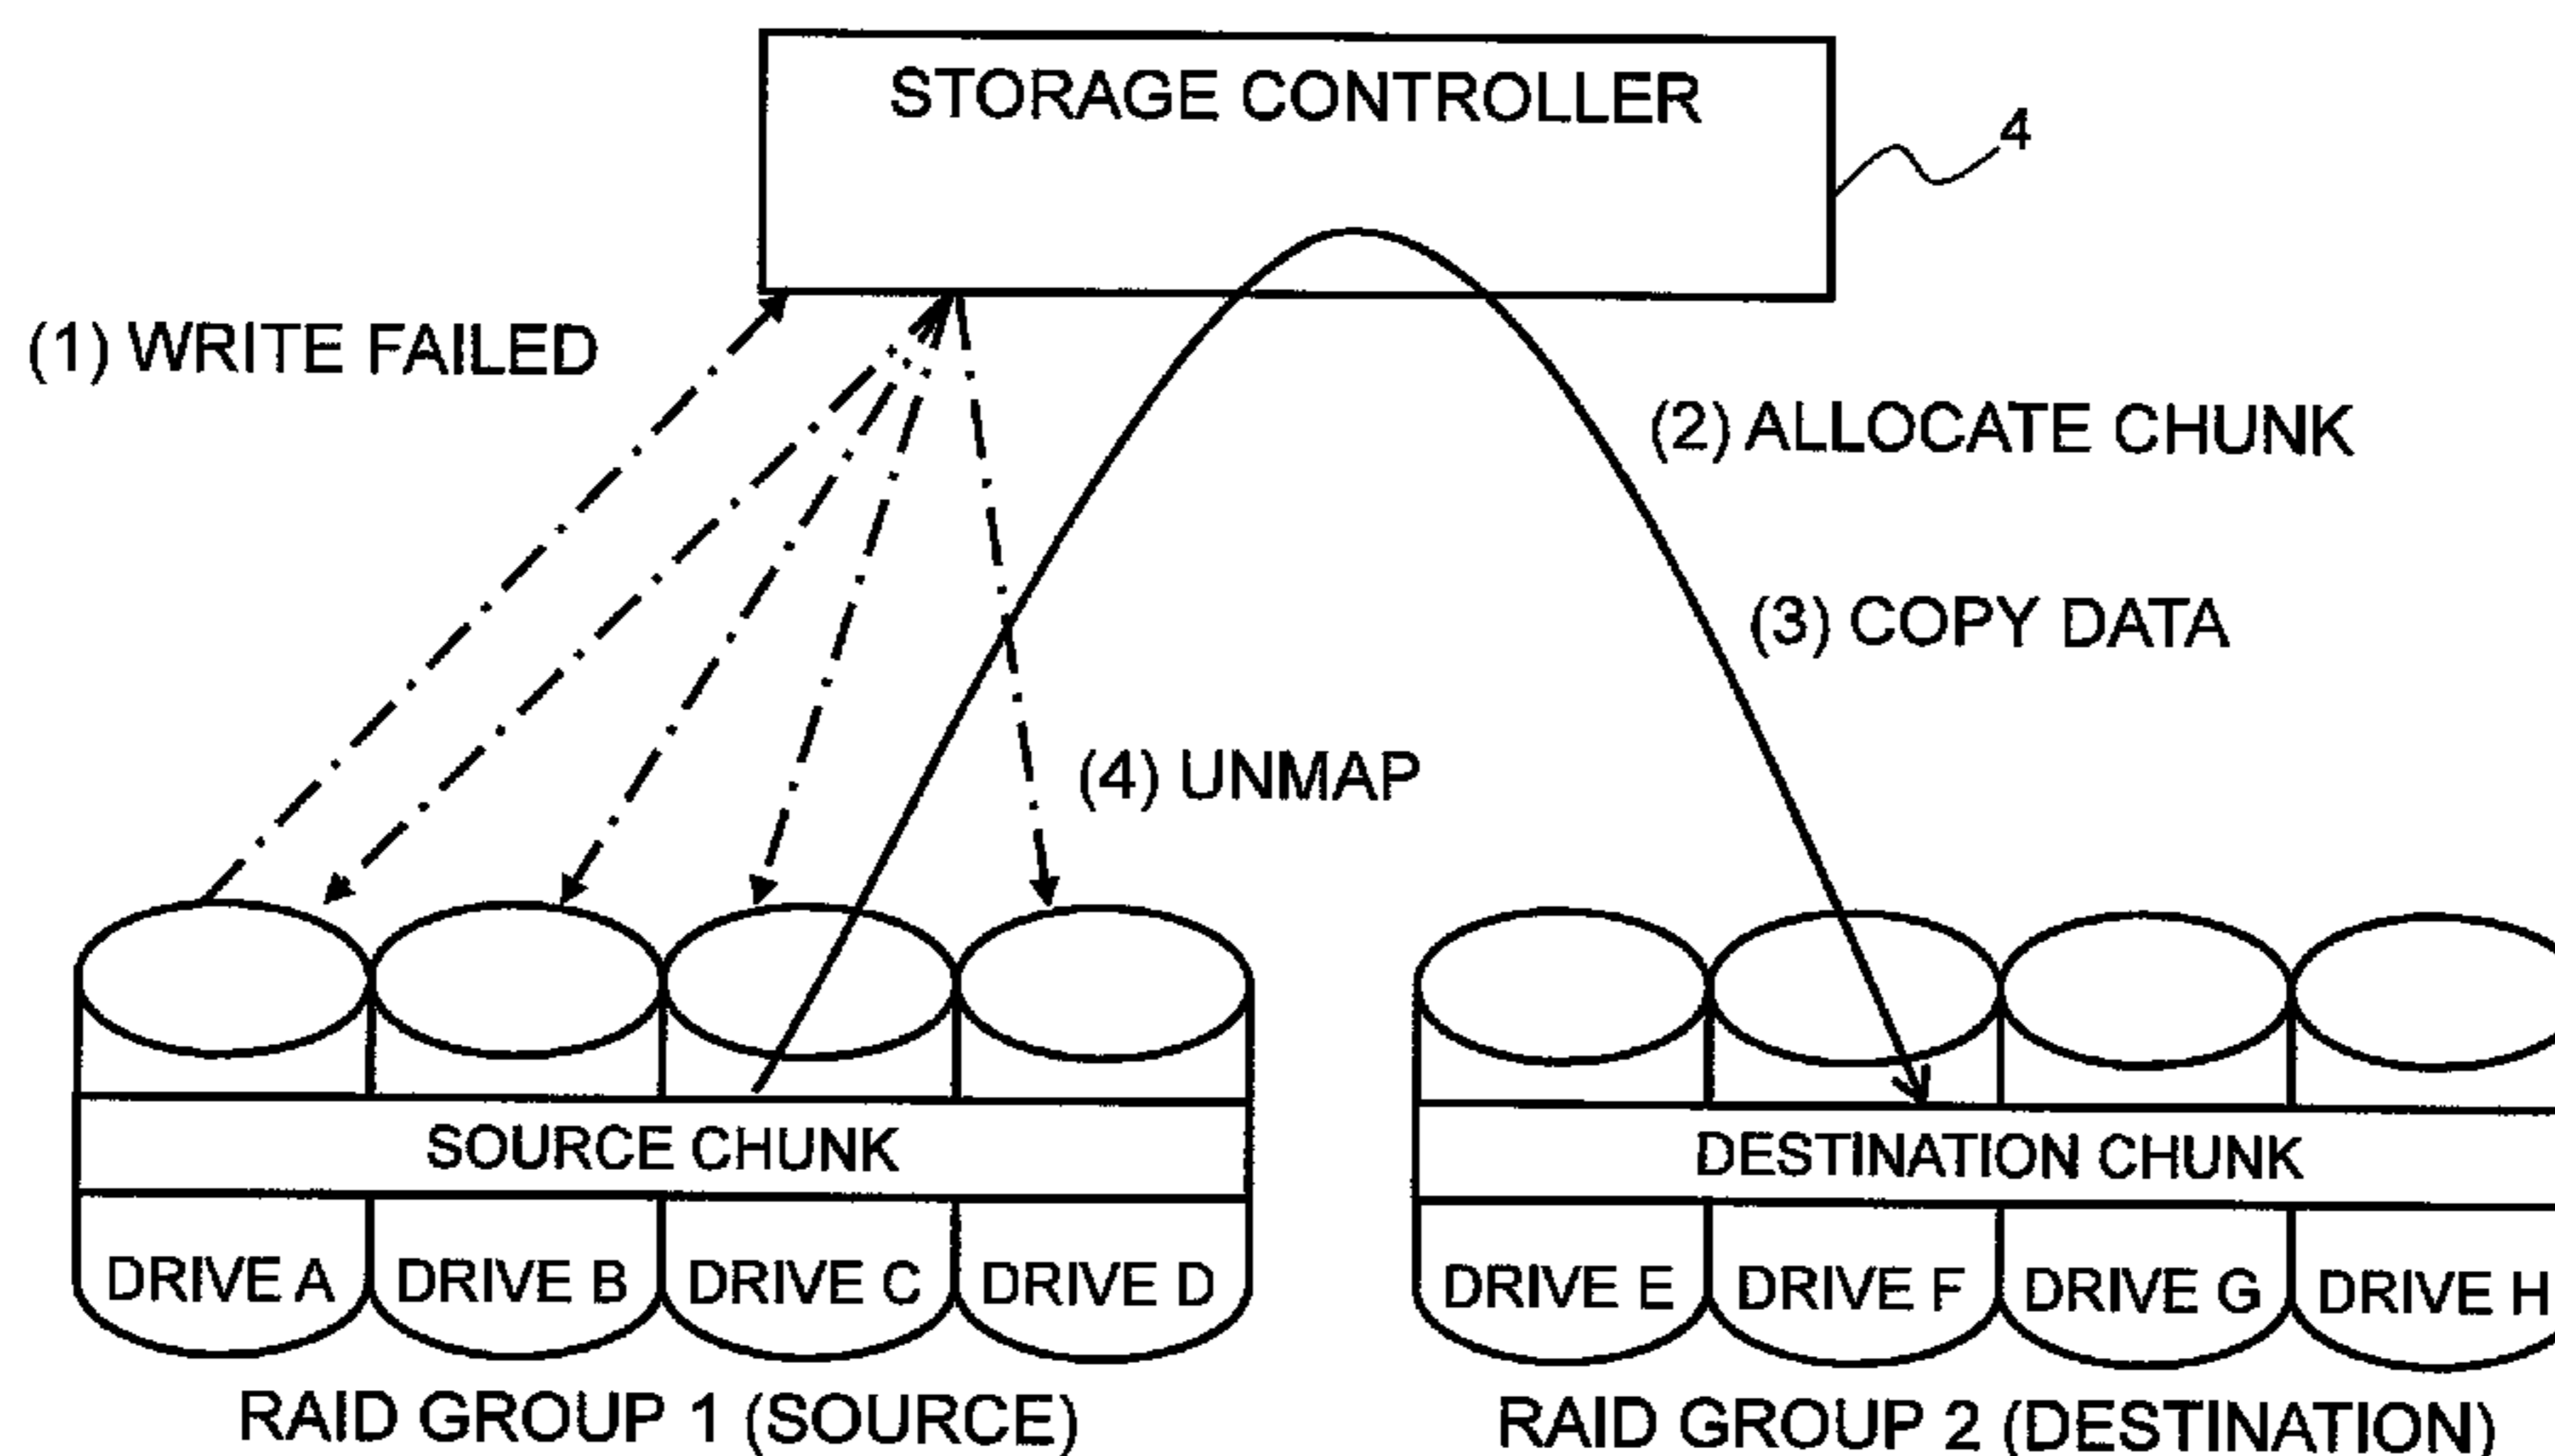 STORAGE CONTROLLER
4
(1) WRITE FAILED
(2) ALLOCATE CHUNK
(3) COPY DATA
(4) UNMAP
SOURCE CHUNK
DESTINATION CHUNK
DRIVE A DRIVE B DRIVE C DRIVE D
DRIVE E DRIVE F DRIVE G DRIVE H
RAID GROUP 1 (SOURCE)
RAID GROUP 2 (DESTINATION)